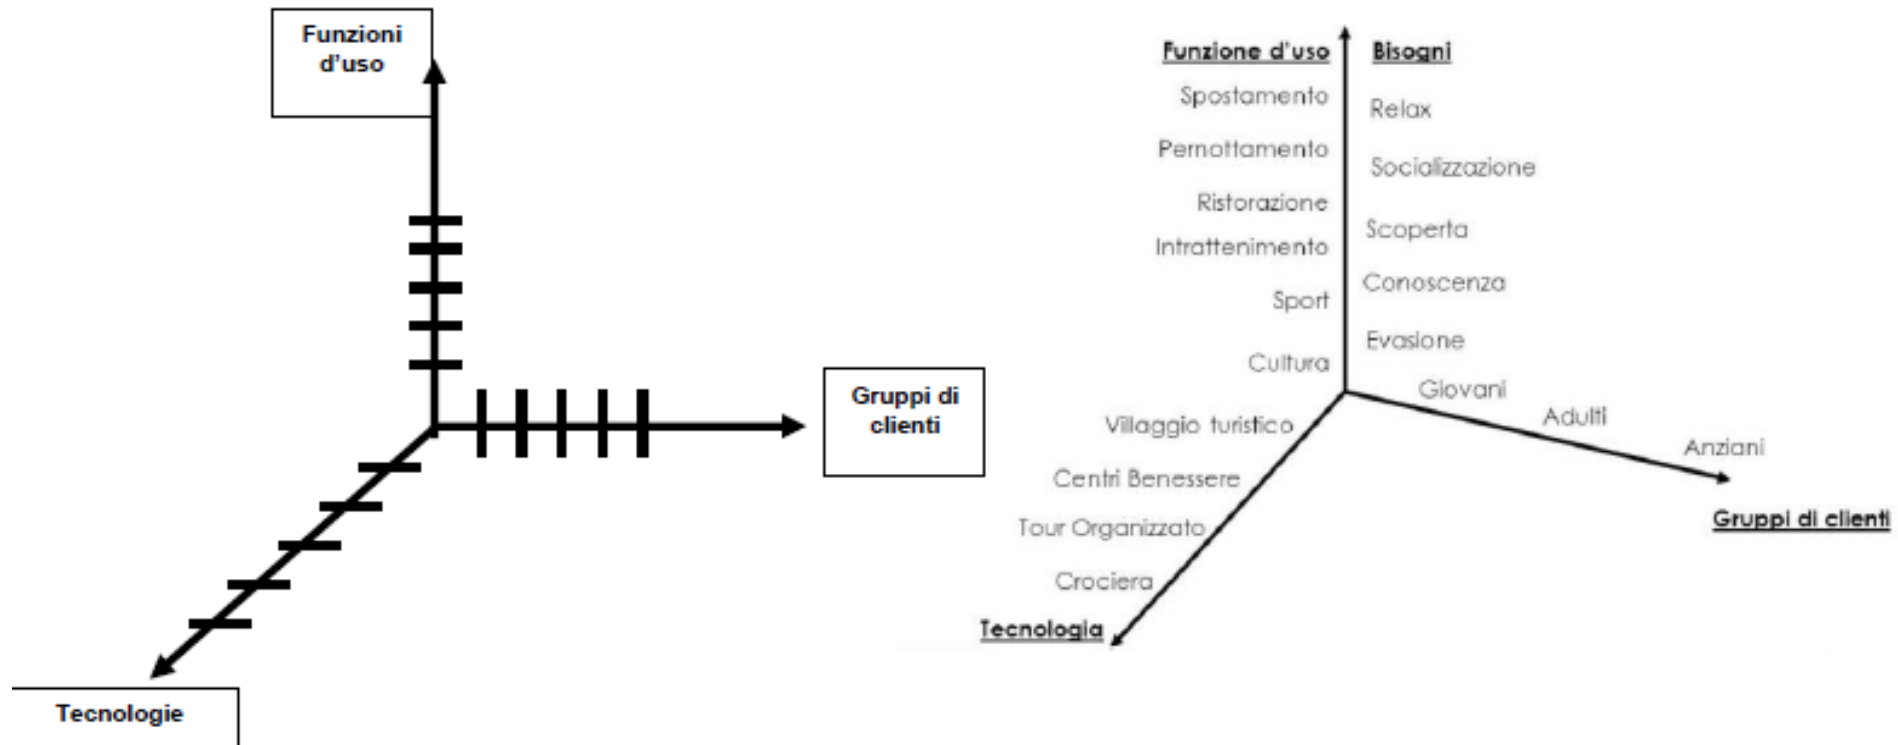 Funzioni
d'uso
Gruppi di
clienti
Tecnologie
Funzione d'uso
Bisogni
Spostamento
Relax
Pernottamento
Socializzazione
Ristorazione
Scoperta
Intrattenimento
Conoscenza
Sport
Evasione
Cultura
Giovani
Adulti
Anziani
Gruppi di clienti
Villaggio turistico
Centri Benessere
Tour Organizzato
Crociera
Tecnologia